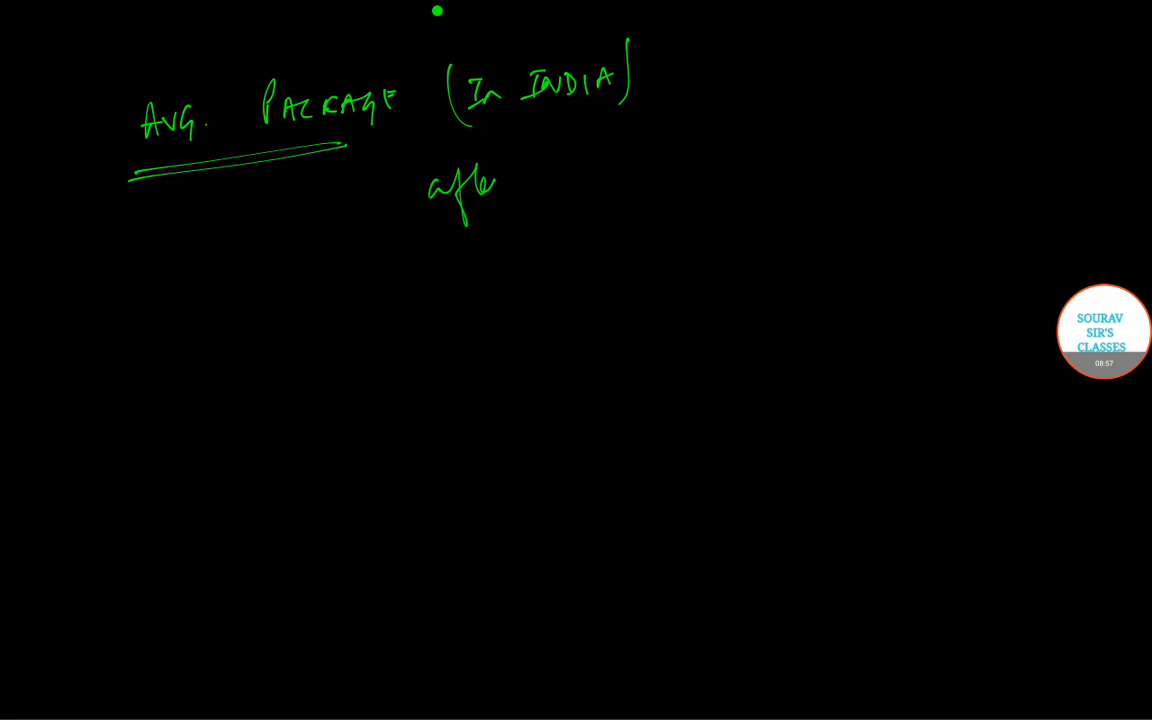 AVG. PACKAGE (In INDIA)
afte
SOURAV
SIR'S
CLASSES
08:57